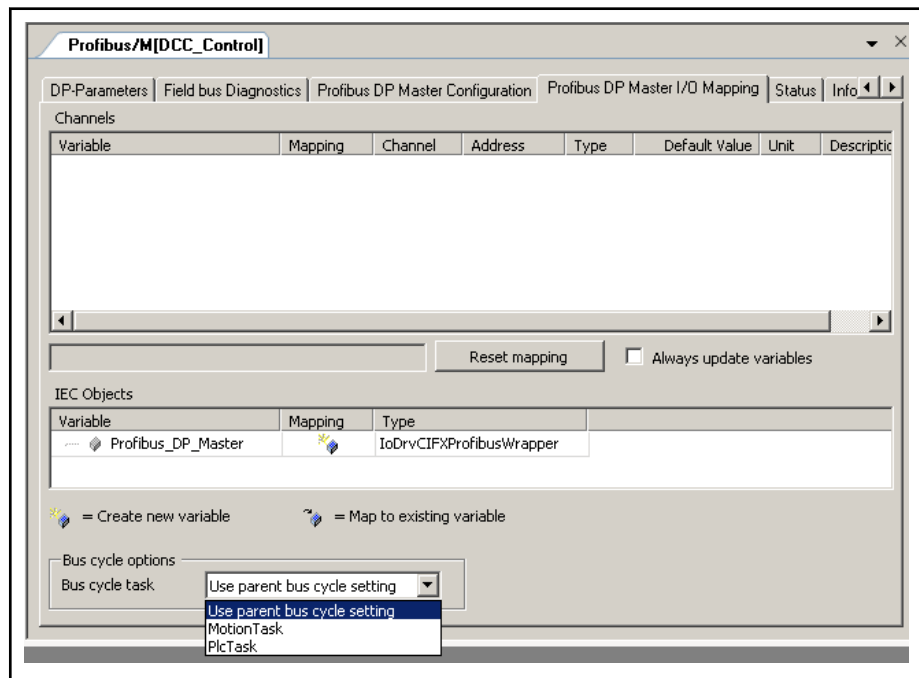 Profibus/M[DCC_Control]
DP-Parameters Field bus Diagnostics Profibus DP Master Configuration Profibus DP Master I/O Mapping Status Info
Channels
Variable Mapping Channel Address Type Default Value Unit Descriptic
Reset mapping Always update variables
IEC Objects
Variable Mapping Type
Profibus_DP_Master IoDrvCIFXProfibusWrapper
= Create new variable = Map to existing variable
Bus cycle options
Bus cycle task Use parent bus cycle setting
Use parent bus cycle setting
MotionTask
PlcTask